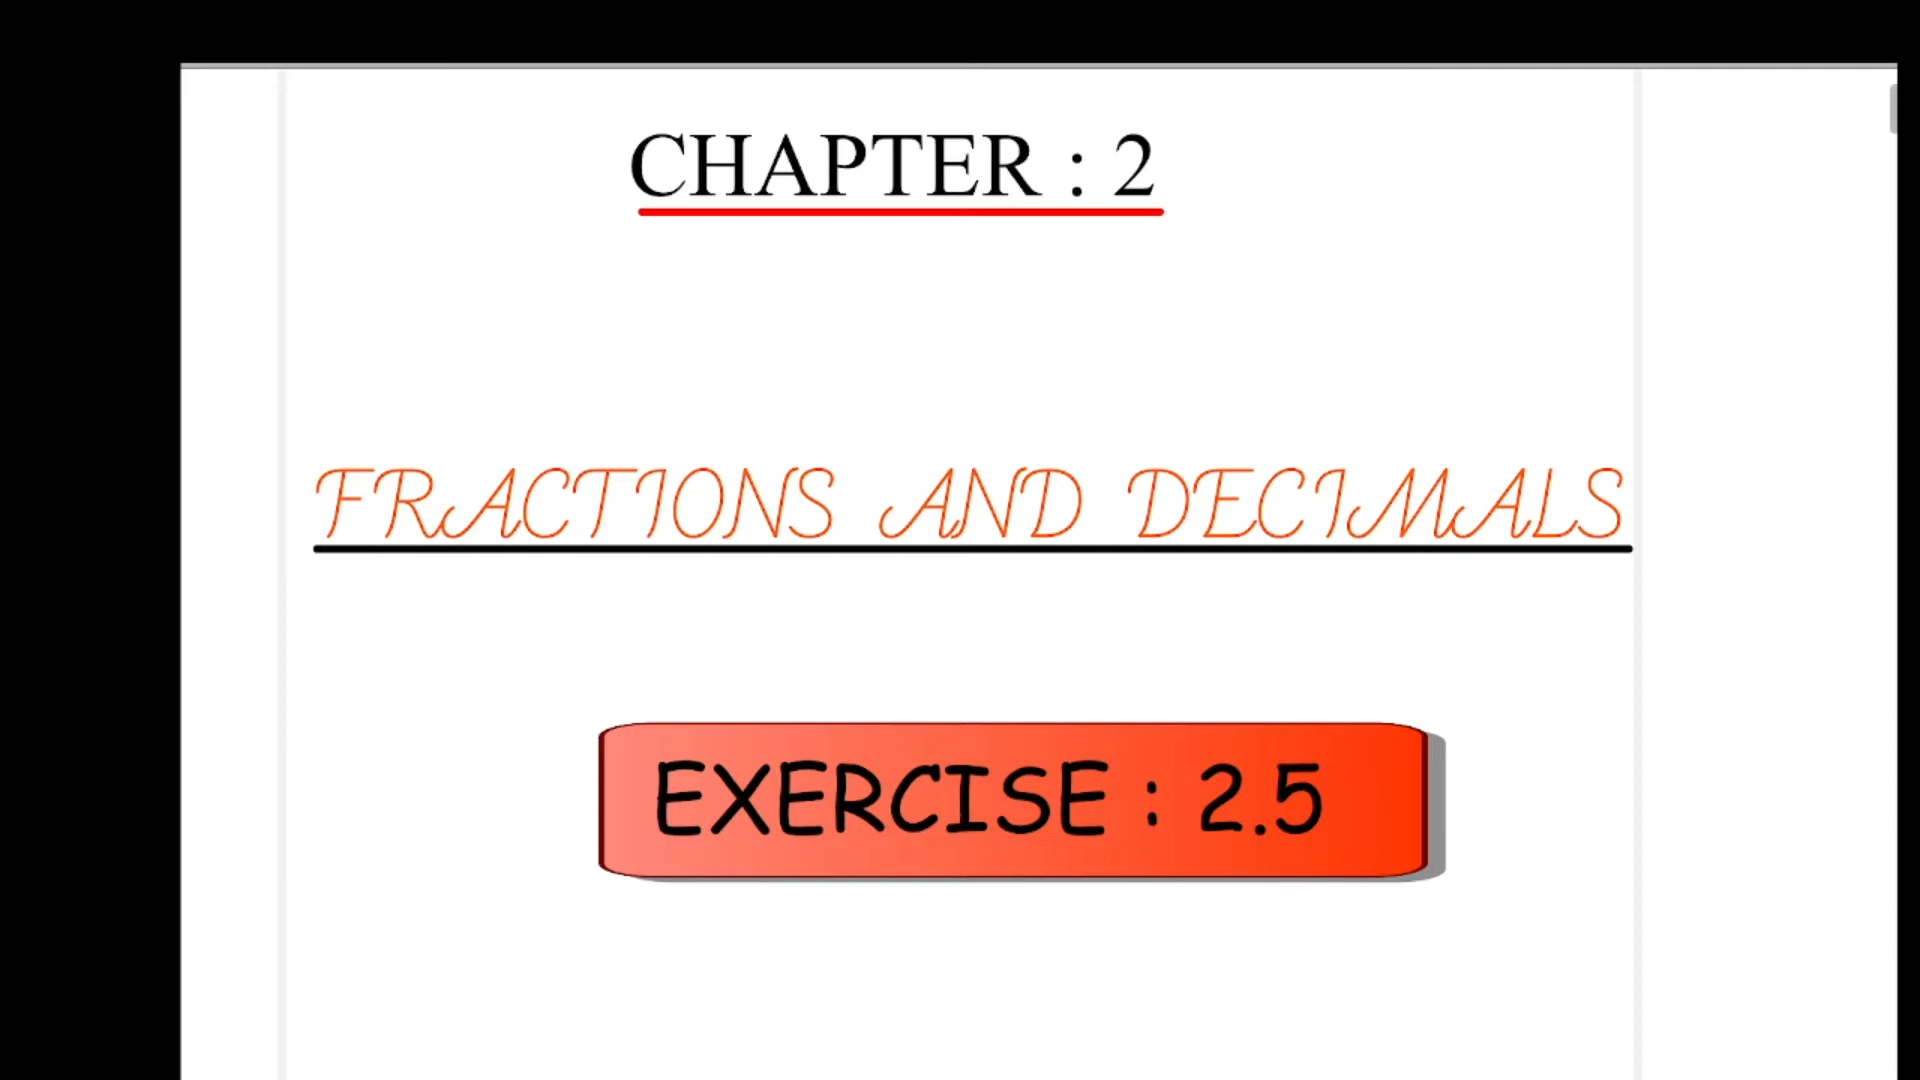 CHAPTER : 2
FRACTIONS AND DECIMALS
EXERCISE : 2.5